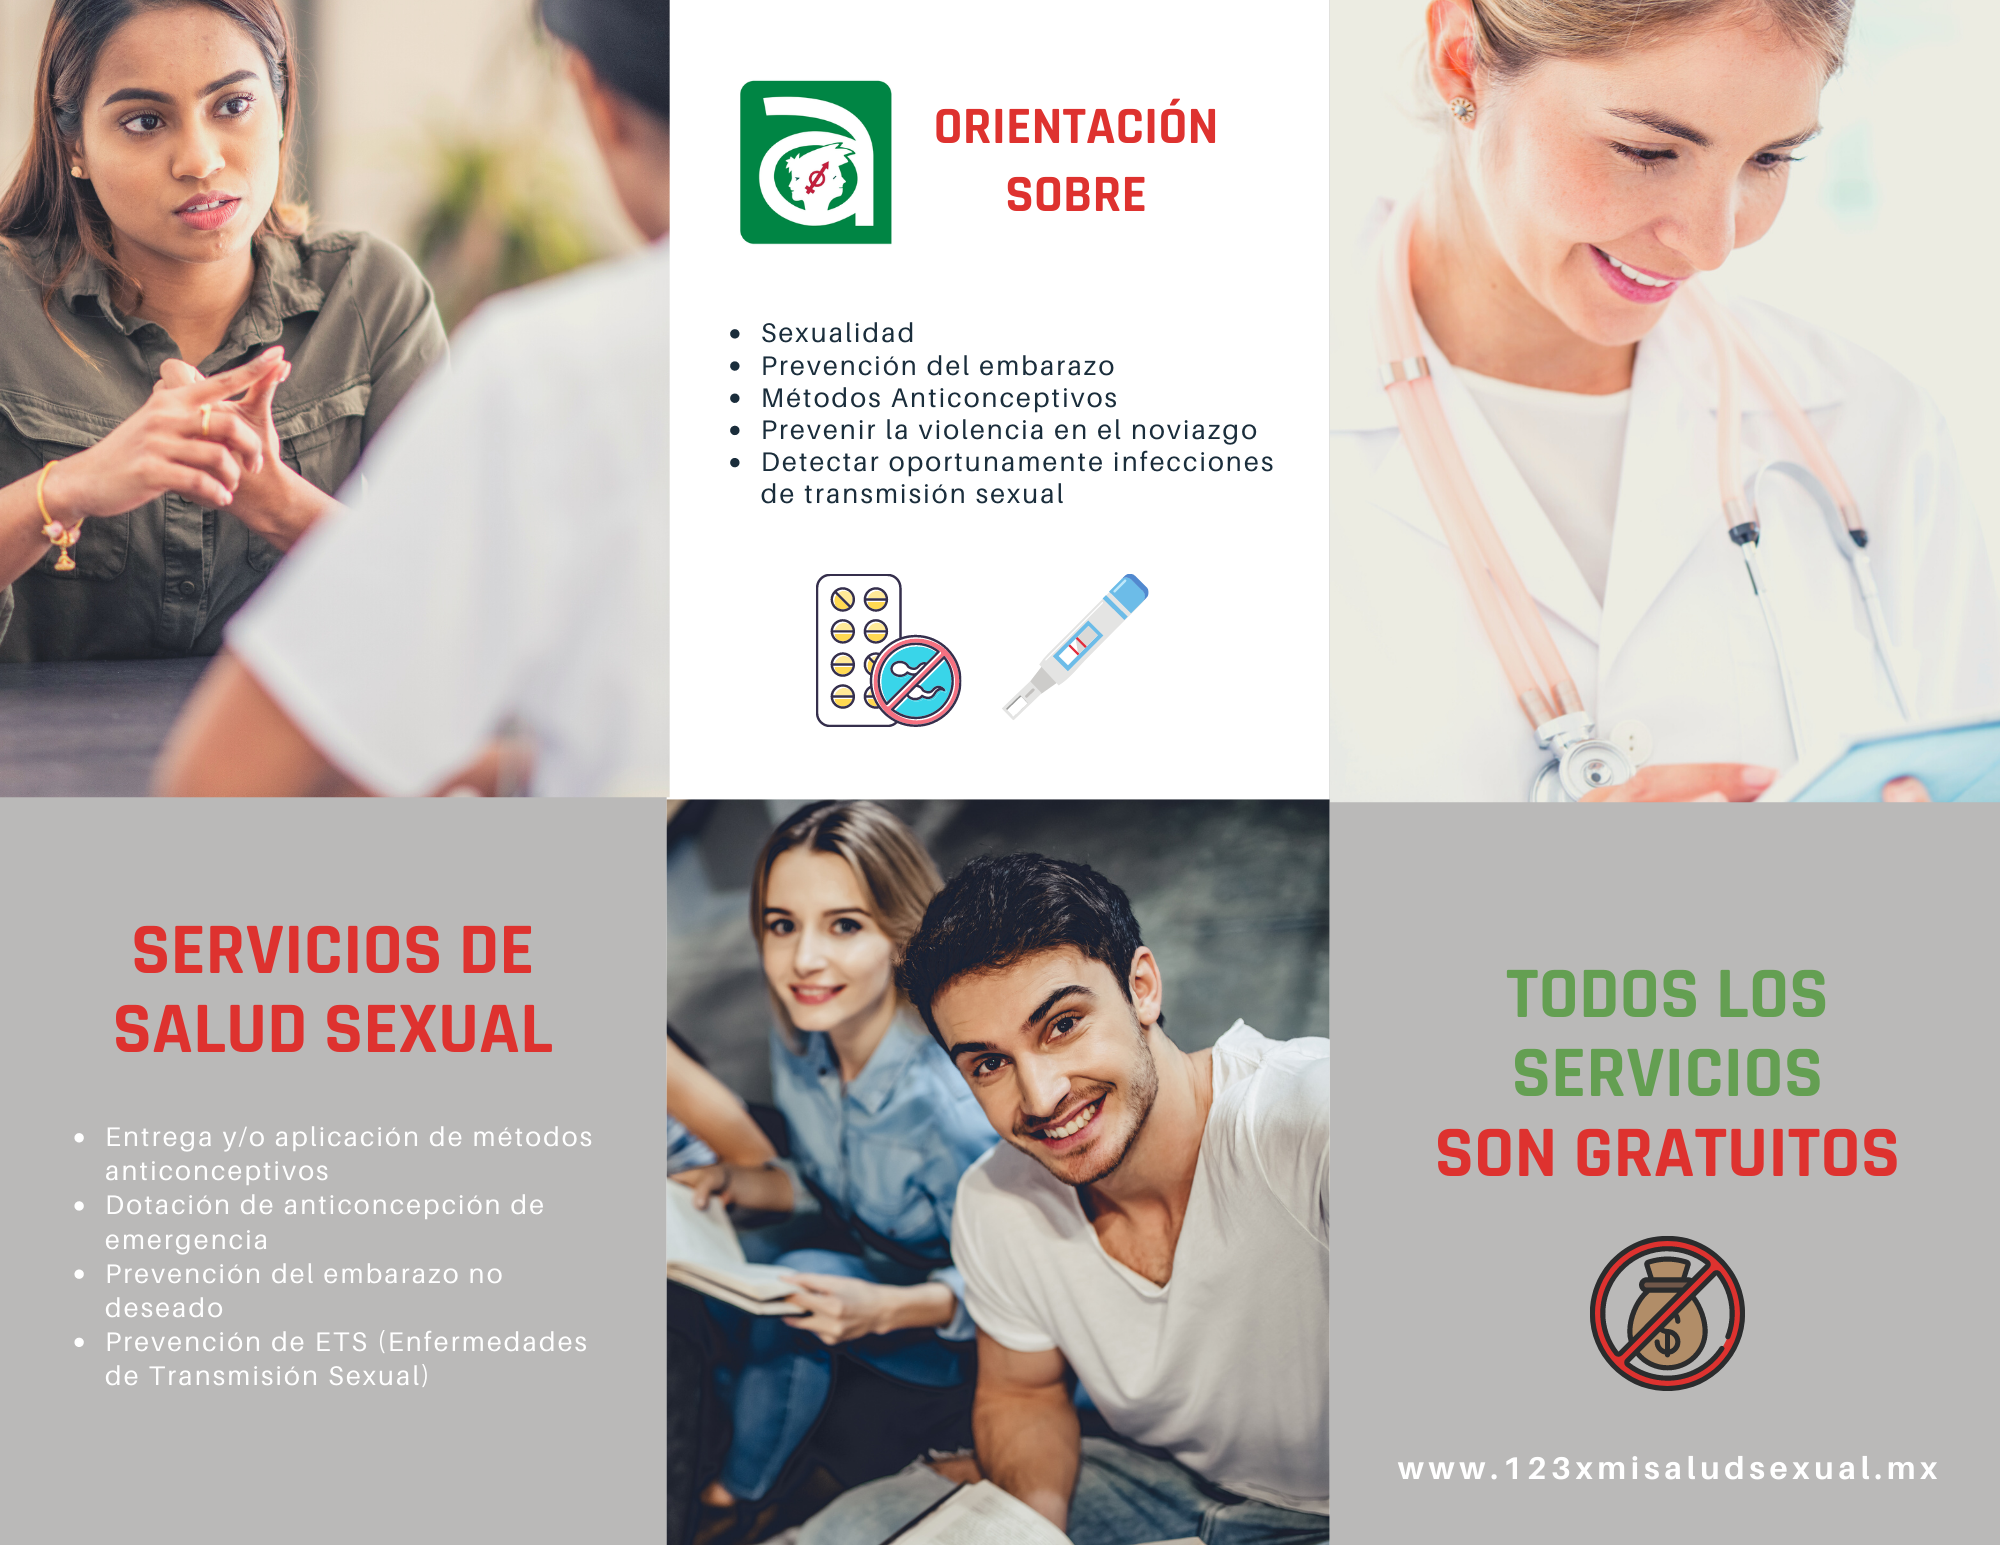 ORIENTACIÓN
SOBRE
• Sexualidad
• Prevención del embarazo
• Métodos Anticonceptivos
• Prevenir la violencia en el noviazgo
• Detectar oportunamente infecciones
de transmisión sexual
SERVICIOS DE
SALUD SEXUAL
• Entrega y/o aplicación de métodos
anticonceptivos
• Dotación de anticoncepción de
emergencia
• Prevención del embarazo no
deseado
• Prevención de ETS (Enfermedades
de Transmisión Sexual)
TODOS LOS
SERVICIOS
SON GRATUITOS
$
www.123xmisaludsexual.mx